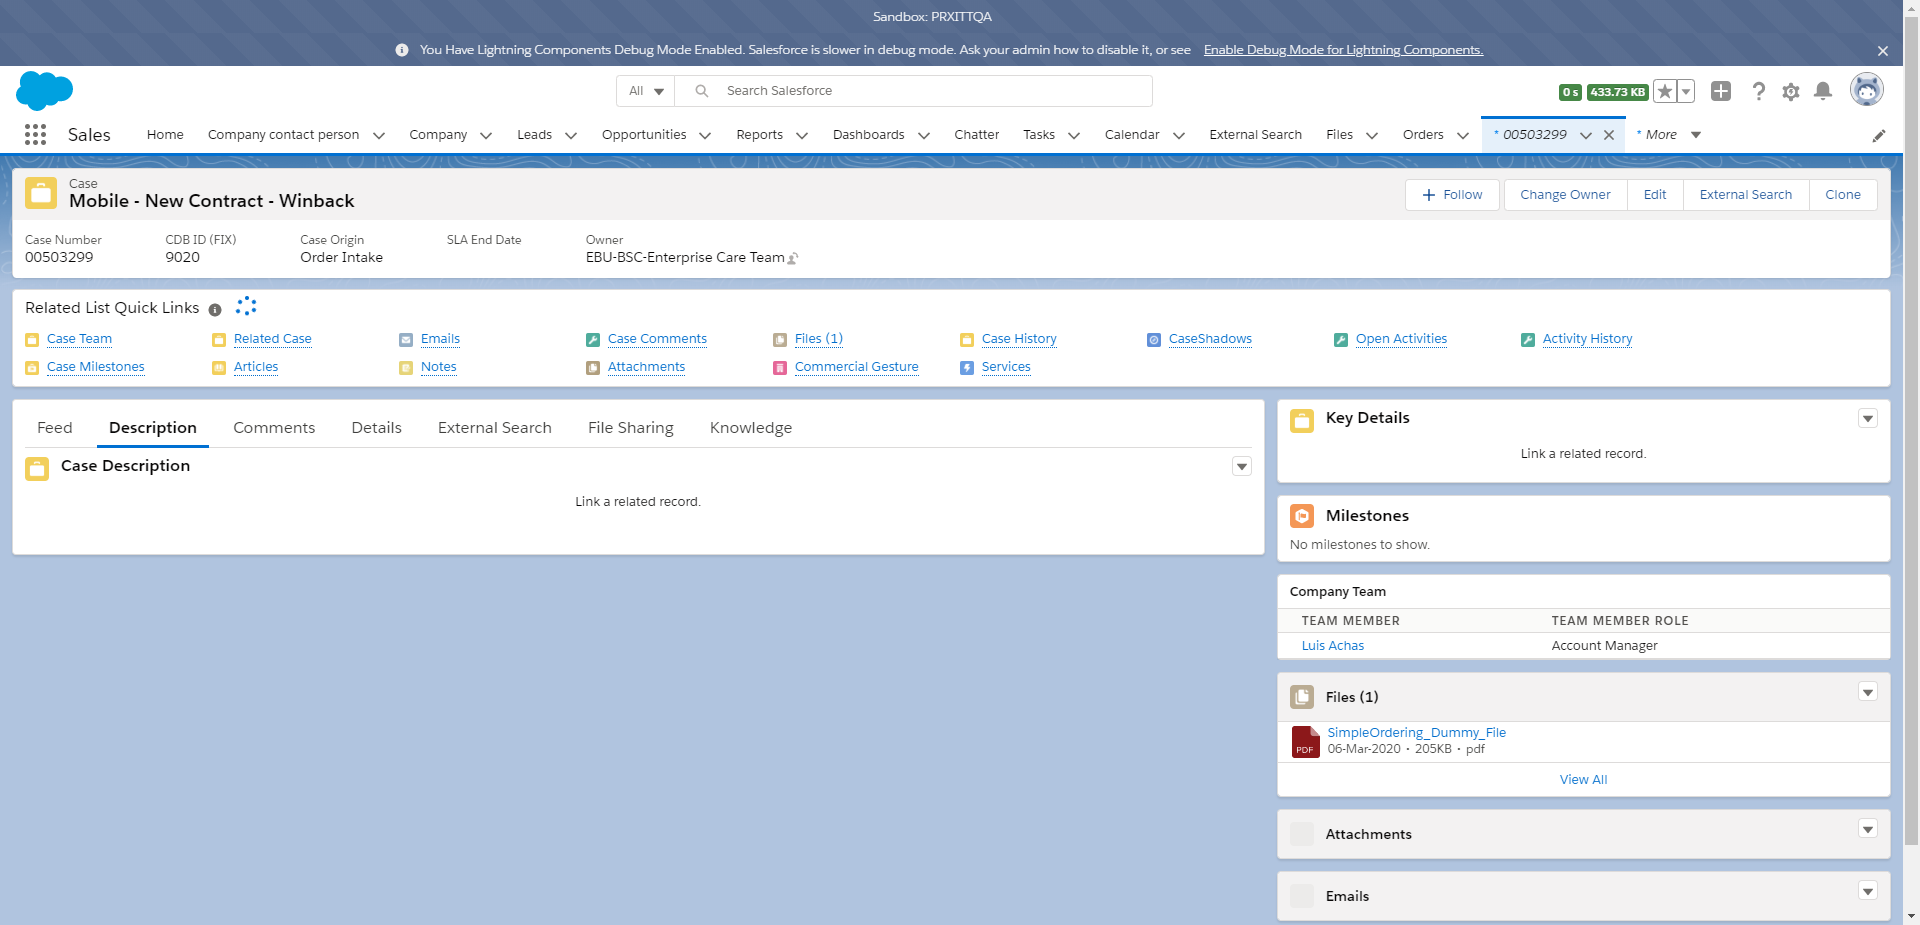 Sandbox: PRXITTQA
You Have Lightning Components Debug Mode Enabled. Salesforce is slower in debug mode. Ask your admin how to disable it, or see Enable Debug Mode for Lightning Components.
All Search Salesforce 0 s 433.73 KB
Sales Home Company contact person Company Leads Opportunities Reports Dashboards Chatter Tasks Calendar External Search Files Orders * 00503299 * More
Case
Mobile - New Contract - Winback
Follow Change Owner Edit External Search Clone
Case Number CDB ID (FIX) Case Origin SLA End Date Owner
00503299 9020 Order Intake EBU-BSC-Enterprise Care Team
Related List Quick Links
Case Team Related Case Emails Case Comments Files (1) Case History CaseShadows Open Activities Activity History
Case Milestones Articles Notes Attachments Commercial Gesture Services
Feed Description Comments Details External Search File Sharing Knowledge
Case Description
Link a related record.
Key Details
Link a related record.
Milestones
No milestones to show.
Company Team
TEAM MEMBER TEAM MEMBER ROLE
Luis Achas Account Manager
Files (1)
PDF
SimpleOrdering_Dummy_File
06-Mar-2020 • 205KB • pdf
View All
Attachments
Emails